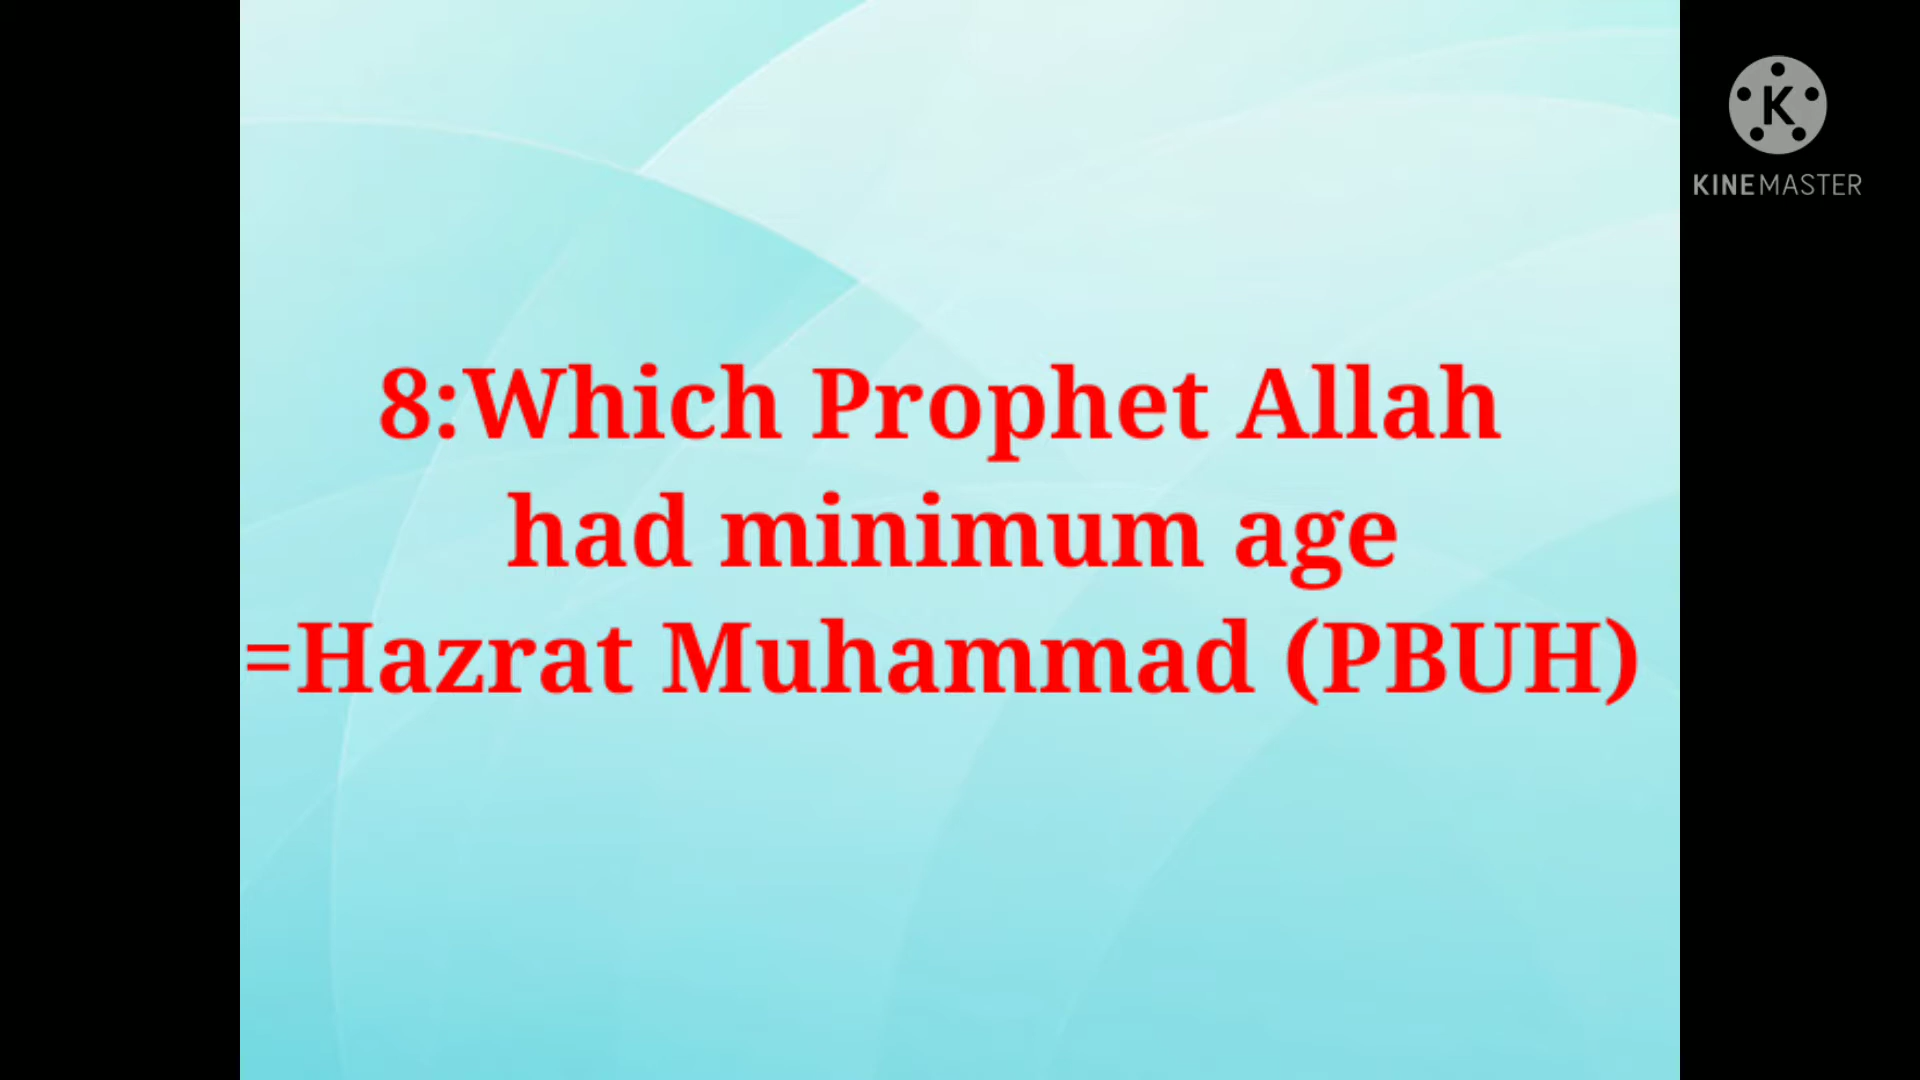 8:Which Prophet Allah
had minimum age
=Hazrat Muhammad (PBUH)
K
KINEMASTER